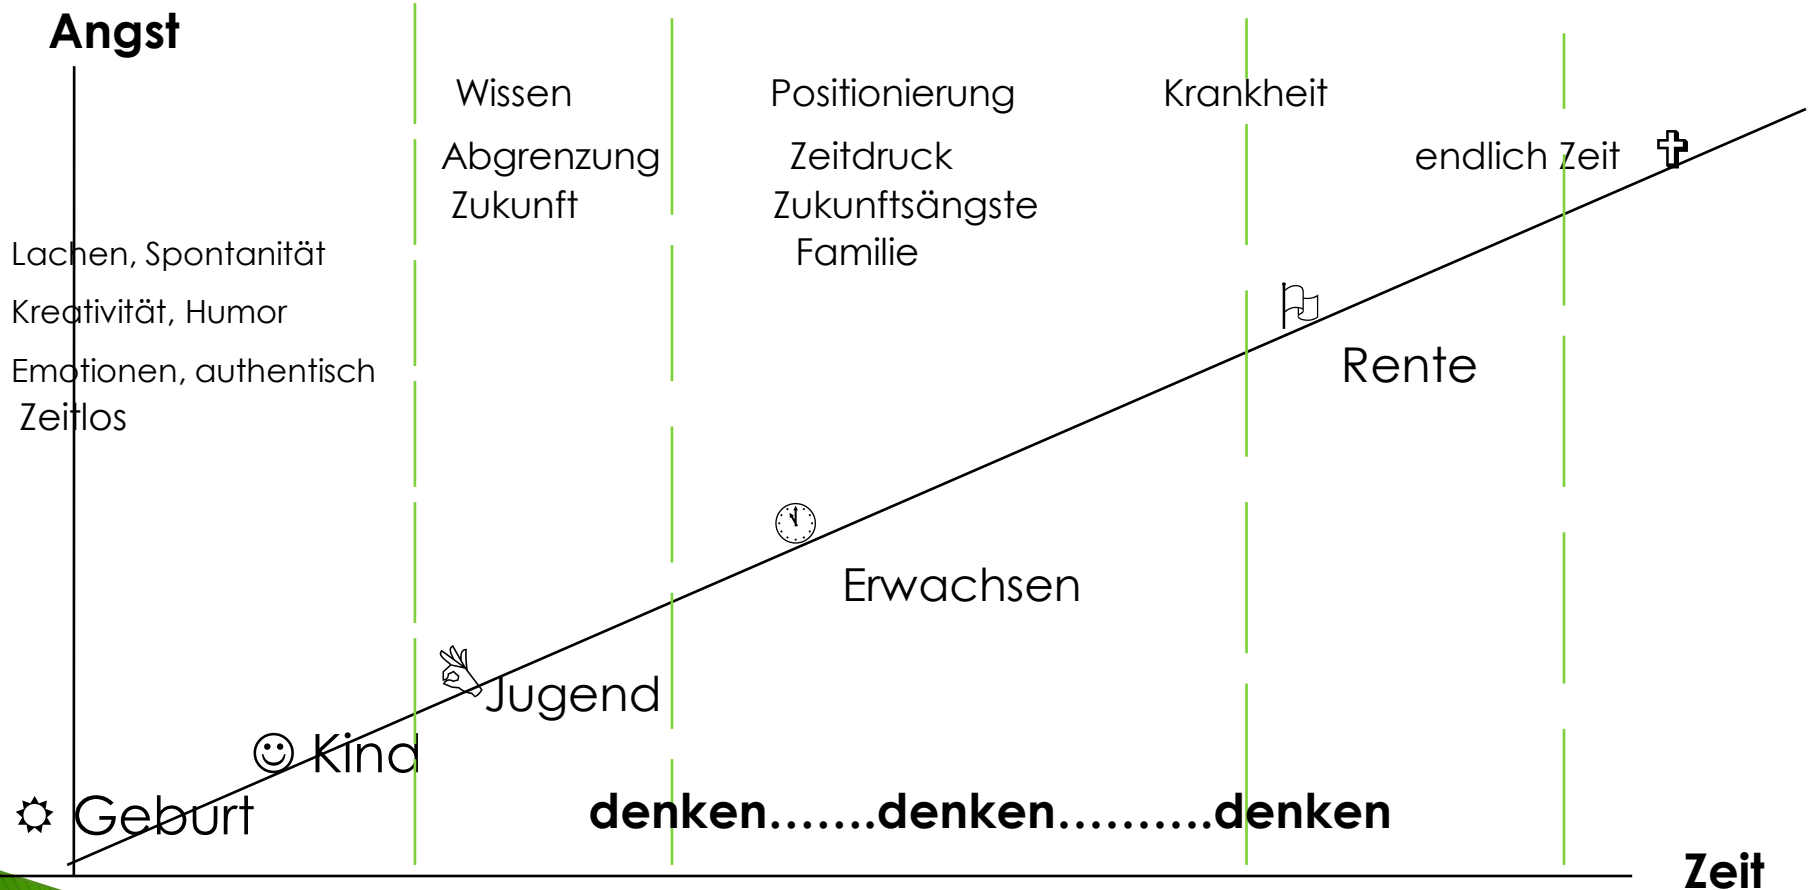 Angst
Wissen
Abgrenzung
Zukunft
Positionierung
Zeitdruck
Zukunftsängste
Familie
Krankheit
endlich Zeit
Lachen, Spontanität
Kreativität, Humor
Emotionen, authentisch
Zeitlos
Rente
Erwachsen
Jugend
Kind
Geburt
denken.......denken..........denken
Zeit